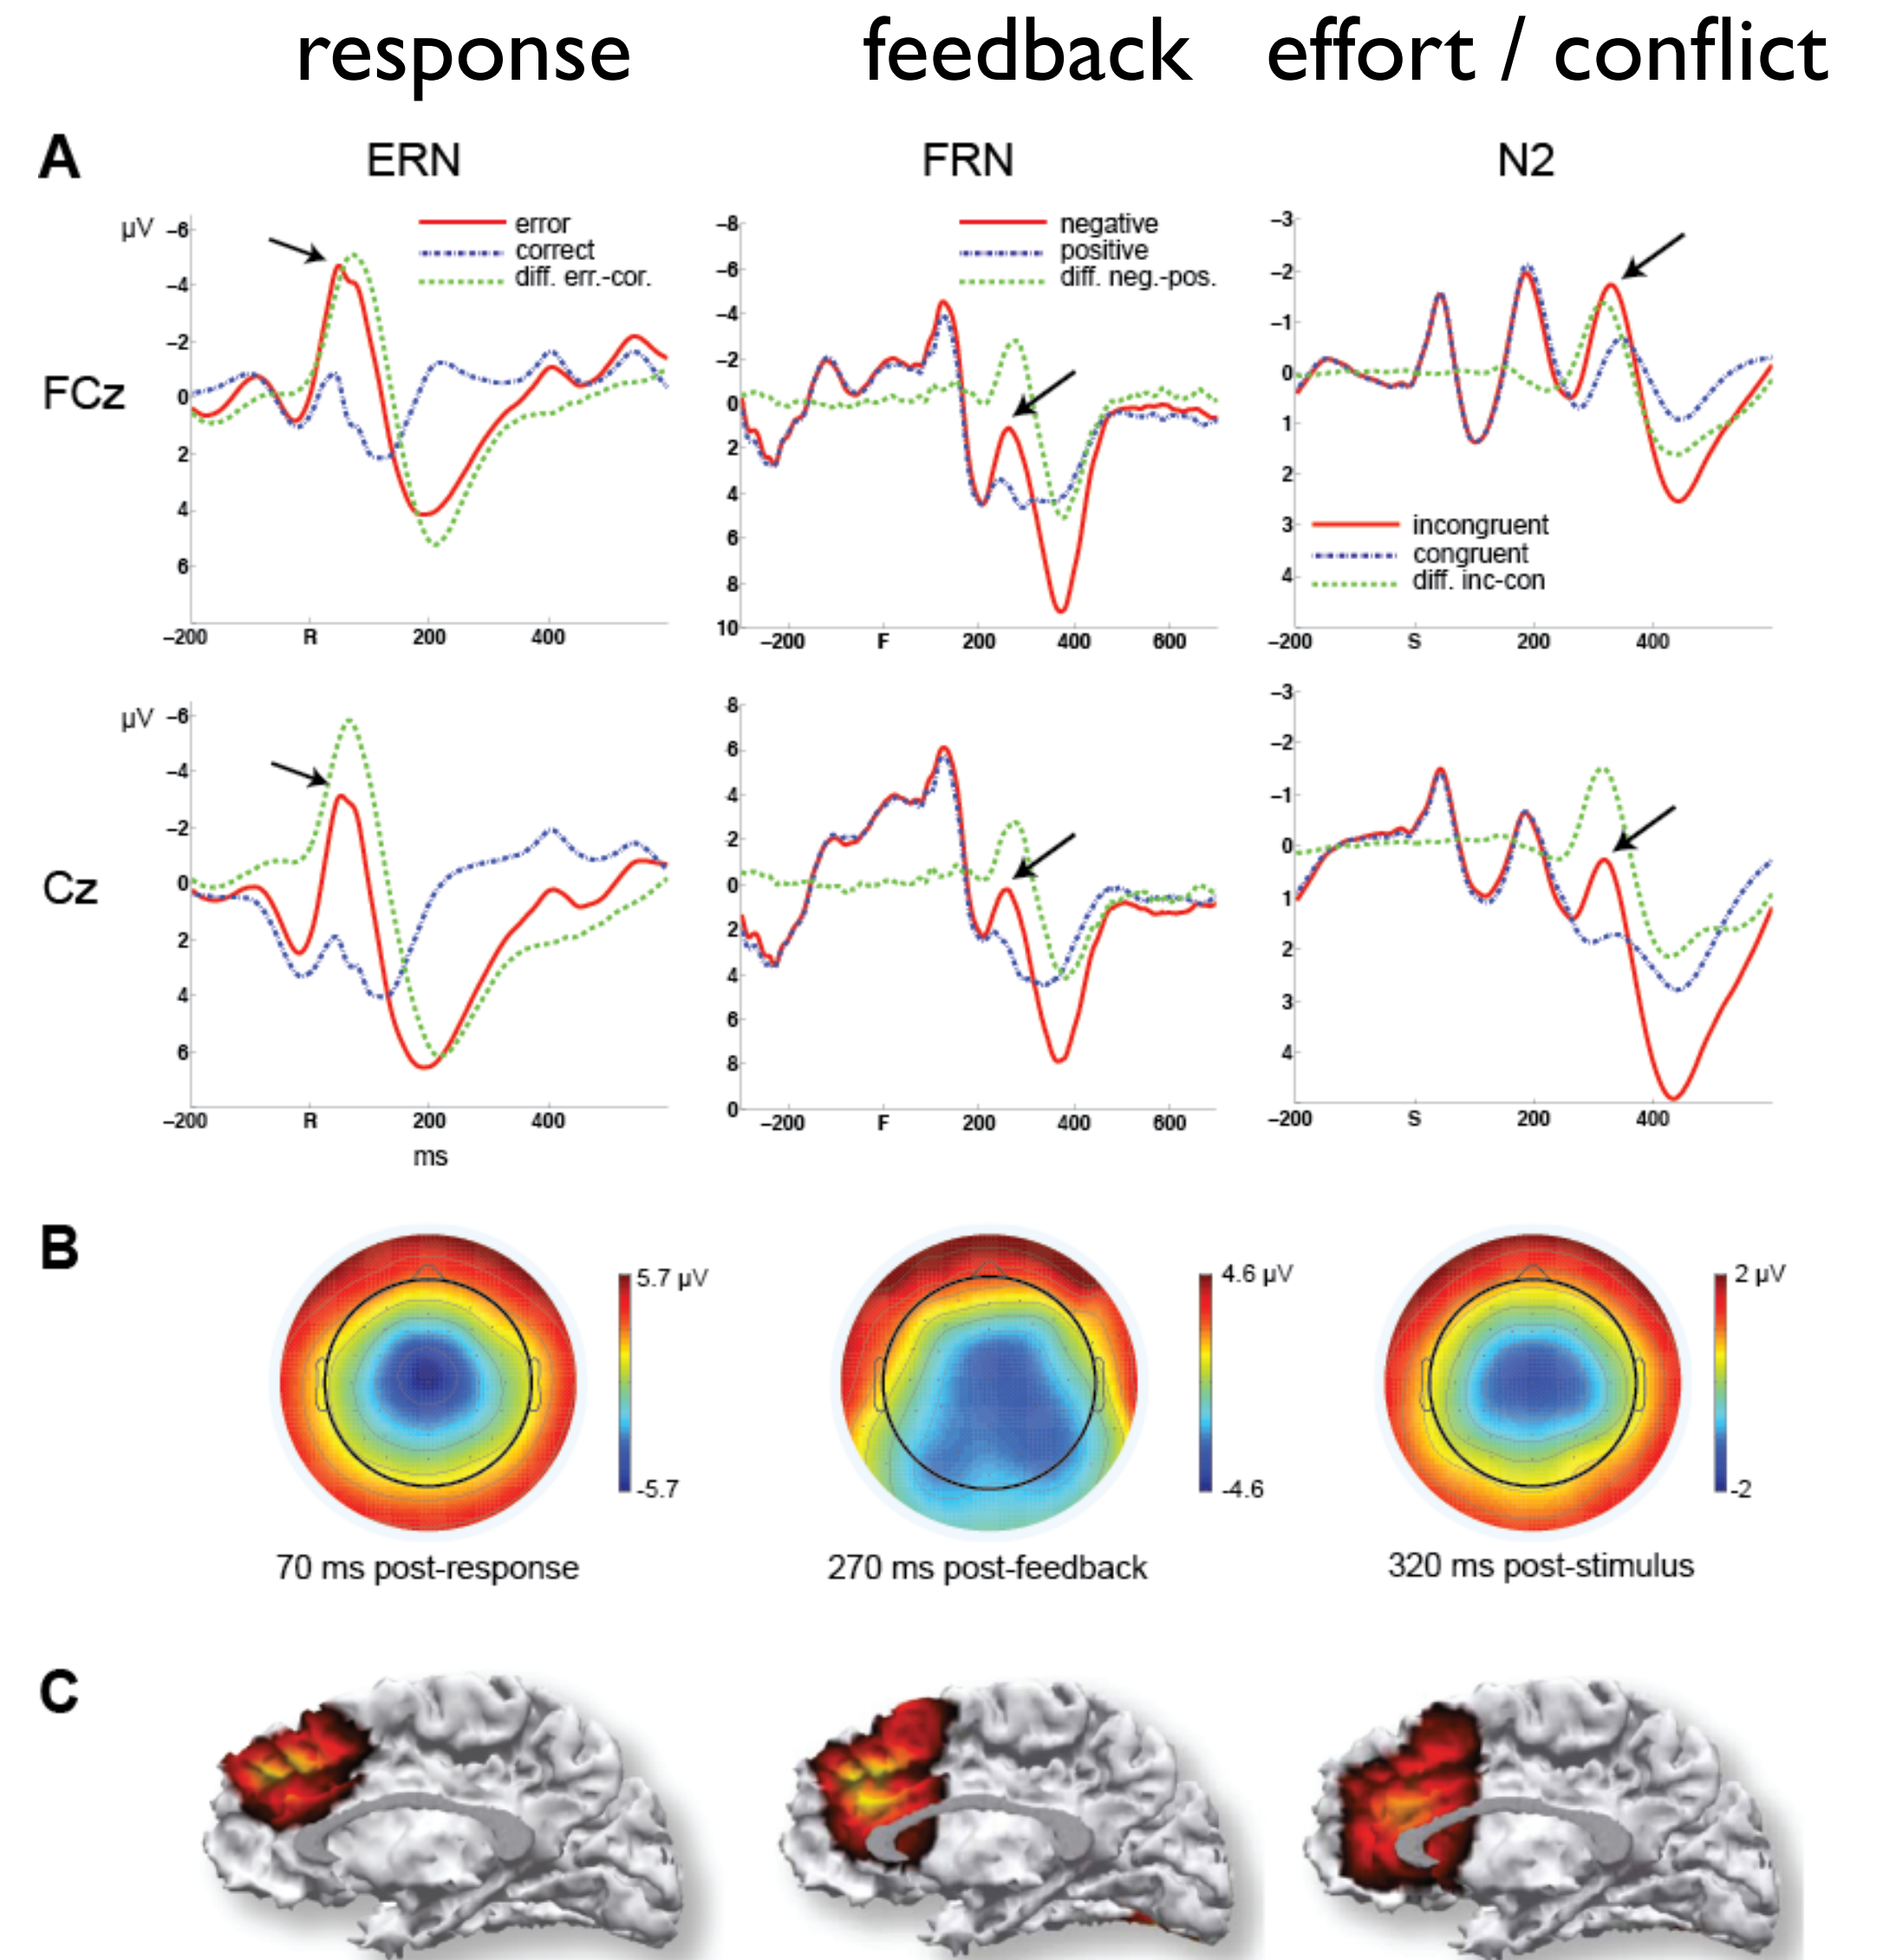 response feedback effort / conflict
A
ERN FRN N2
µV
–6
–4
–2
0
2
4
6
error
correct
diff. err.-cor.
FCz
–200 R 200 400
–8
–6
–4
–2
0
2
4
6
8
10
negative
positive
diff. neg.-pos.
–200 F 200 400 600
–3
–2
–1
0
1
2
3
4
incongruent
congruent
diff. inc-con
–200 S 200 400
µV
–6
–4
–2
0
2
4
6
Cz
–200 R 200 400
ms
8
6
4
2
0
2
4
6
8
0
–200 F 200 400 600
–3
–2
–1
0
1
2
3
4
–200 S 200 400
B
5.7 µV
-5.7
4.6 µV
-4.6
2 µV
-2
70 ms post-response 270 ms post-feedback 320 ms post-stimulus
C